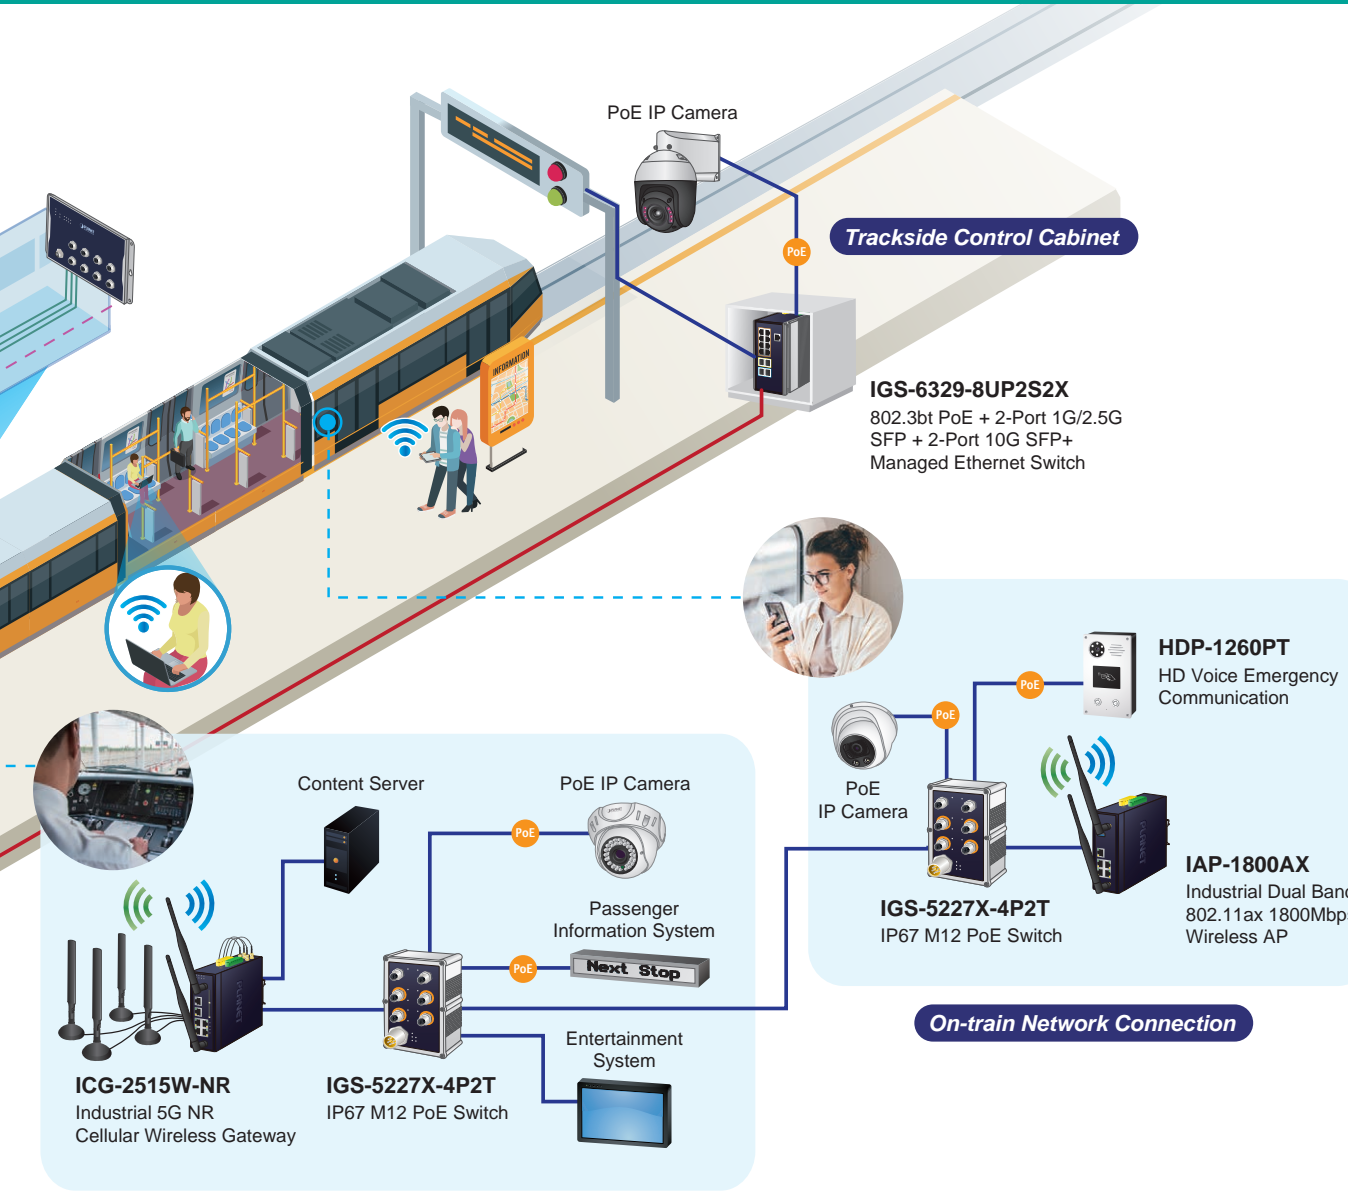 PoE IP Camera
PoE
Trackside Control Cabinet
INFORMATION
IGS-6329-8UP2S2X
802.3bt PoE + 2-Port 1G/2.5G
SFP + 2-Port 10G SFP+
Managed Ethernet Switch
HDP-1260PT
HD Voice Emergency
Communication
PoE
PoE
PoE
IP Camera
PLANET
IAP-1800AX
Industrial Dual Band
802.11ax 1800Mbps
Wireless AP
IGS-5227X-4P2T
IP67 M12 PoE Switch
On-train Network Connection
Content Server
PoE IP Camera
PoE
Passenger
Information System
PoE
Next Stop
Entertainment
System
PLANET
ICG-2515W-NR
Industrial 5G NR
Cellular Wireless Gateway
IGS-5227X-4P2T
IP67 M12 PoE Switch